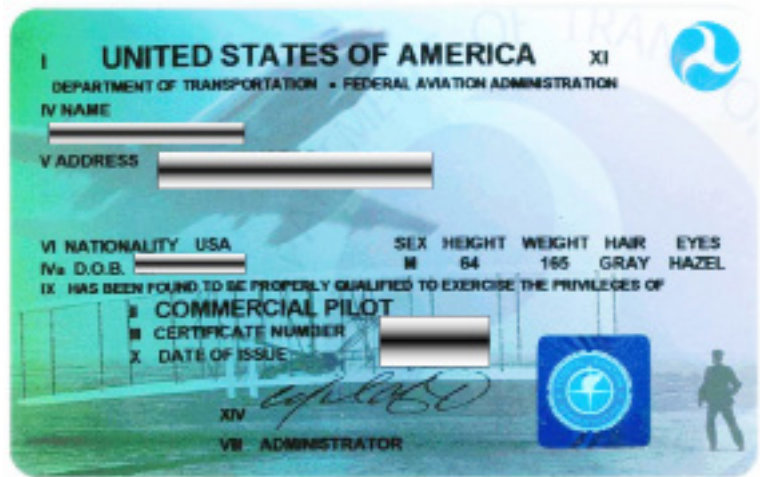 I UNITED STATES OF AMERICA XI
DEPARTMENT OF TRANSPORTATION • FEDERAL AVIATION ADMINISTRATION
IV NAME
V ADDRESS
VI NATIONALITY USA SEX HEIGHT WEIGHT HAIR EYES
IVa D.O.B. M 64 165 GRAY HAZEL
IX HAS BEEN FOUND TO BE PROPERLY QUALIFIED TO EXERCISE THE PRIVILEGES OF
II COMMERCIAL PILOT
III CERTIFICATE NUMBER
X DATE OF ISSUE
XIV
VIII ADMINISTRATOR